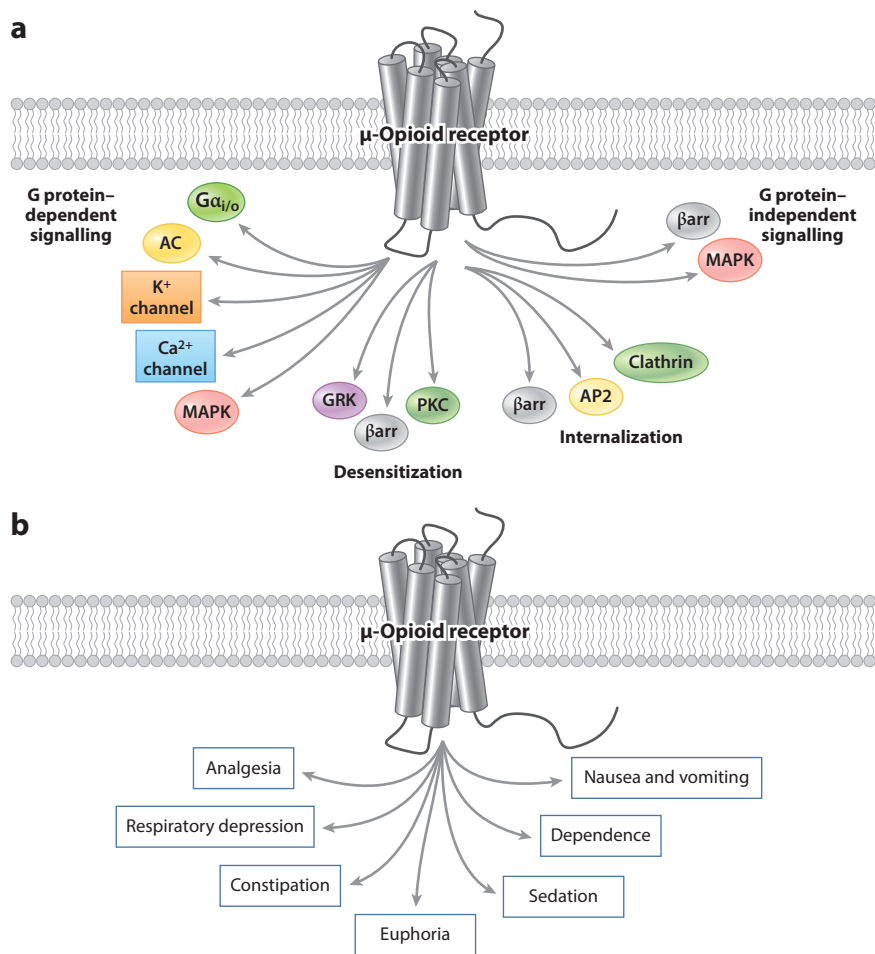 a
μ-Opioid receptor
G protein–
dependent
signalling
Gαi/o
AC
K+
channel
Ca2+
channel
MAPK
GRK
βarr
PKC
Desensitization
βarr
AP2
Clathrin
Internalization
βarr
MAPK
G protein–
independent
signalling
b
μ-Opioid receptor
Analgesia
Respiratory depression
Constipation
Euphoria
Sedation
Dependence
Nausea and vomiting